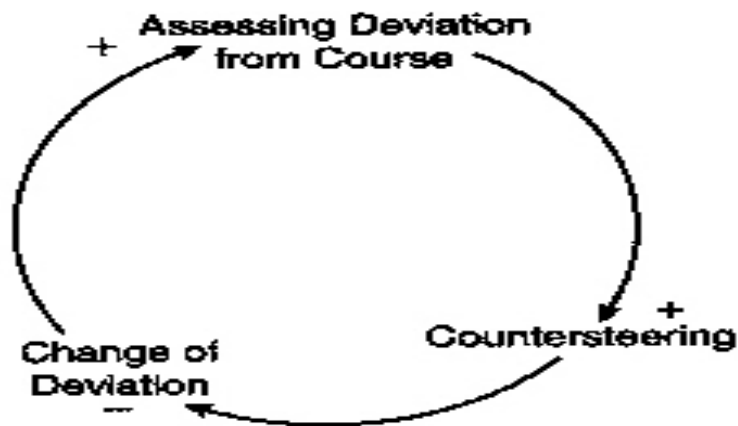 +
Assessing Deviation
from Course
+
Countersteering
Change of
Deviation
—